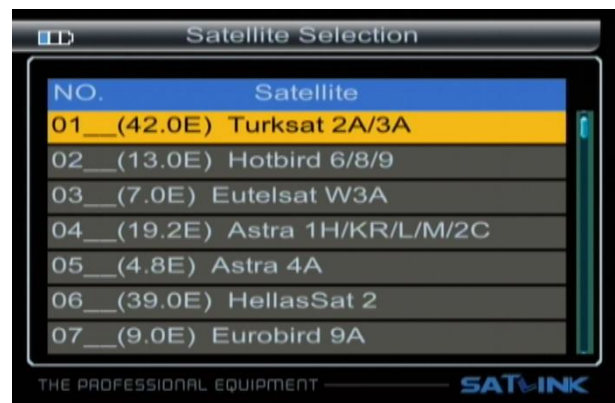 Satellite Selection
NO. Satellite
01__(42.0E) Turksat 2A/3A
02__(13.0E) Hotbird 6/8/9
03__(7.0E) Eutelsat W3A
04__(19.2E) Astra 1H/KR/L/M/2C
05__(4.8E) Astra 4A
06__(39.0E) HellasSat 2
07__(9.0E) Eurobird 9A
THE PROFESSIONAL EQUIPMENT SATLINK